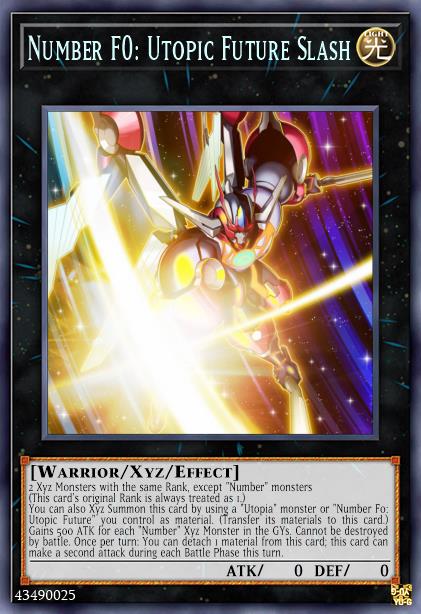 NUMBER F0: UTOPIC FUTURE SLASH
LIGHT
光
[WARRIOR/XYZ/EFFECT]
2 Xyz Monsters with the same Rank, except "Number" monsters
(This card's original Rank is always treated as 1.)
You can also Xyz Summon this card by using a "Utopia" monster or "Number F0:
Utopic Future" you control as material. (Transfer its materials to this card.)
Gains 500 ATK for each "Number" Xyz Monster in the GYs. Cannot be destroyed
by battle. Once per turn: You can detach 1 material from this card; this card can
make a second attack during each Battle Phase this turn.
ATK/ 0 DEF/ 0
43490025